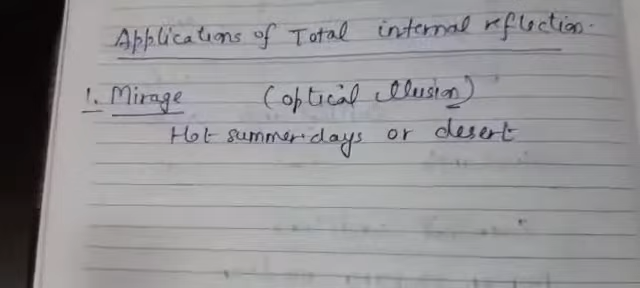 Applications of Total internal reflection.
1. Mirage (optical illusion)
Hot summer.days or desert